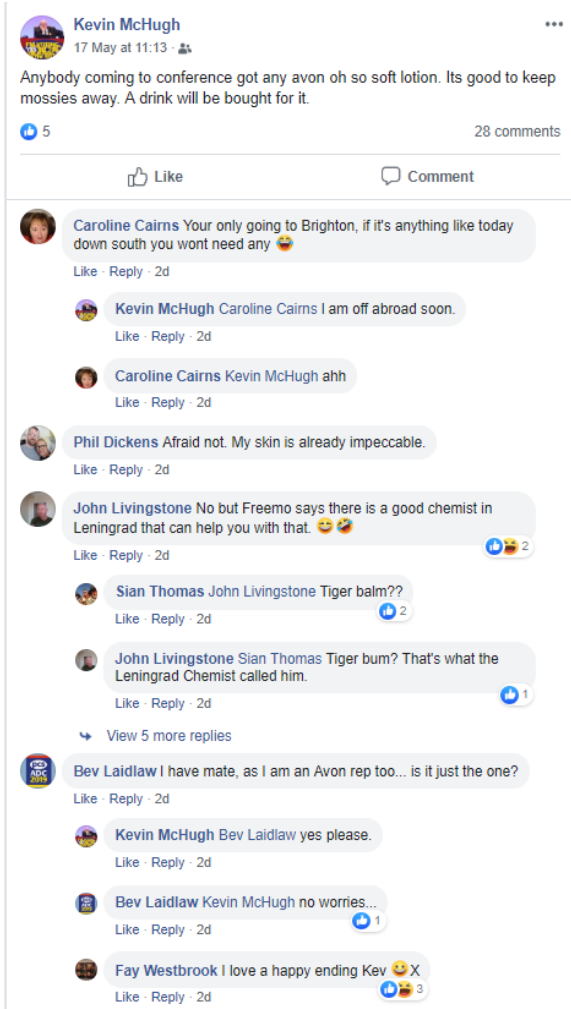 Kevin McHugh
17 May at 11:13 ·
Anybody coming to conference got any avon oh so soft lotion. Its good to keep
mossies away. A drink will be bought for it.
5
28 comments
Like
Comment
Caroline Cairns Your only going to Brighton, if it's anything like today
down south you wont need any 😂
Like · Reply · 2d
Kevin McHugh Caroline Cairns I am off abroad soon.
Like · Reply · 2d
Caroline Cairns Kevin McHugh ahh
Like · Reply · 2d
Phil Dickens Afraid not. My skin is already impeccable.
Like · Reply · 2d
John Livingstone No but Freemo says there is a good chemist in
Leningrad that can help you with that. 😄🤣
2
Like · Reply · 2d
Sian Thomas John Livingstone Tiger balm??
2
Like · Reply · 2d
John Livingstone Sian Thomas Tiger bum? That's what the
Leningrad Chemist called him.
1
Like · Reply · 2d
View 5 more replies
PCS
ADC
2019
Bev Laidlaw I have mate, as I am an Avon rep too... is it just the one?
Like · Reply · 2d
Kevin McHugh Bev Laidlaw yes please.
Like · Reply · 2d
Bev Laidlaw Kevin McHugh no worries...
1
Like · Reply · 2d
Fay Westbrook I love a happy ending Kev 😀X
3
Like · Reply · 2d